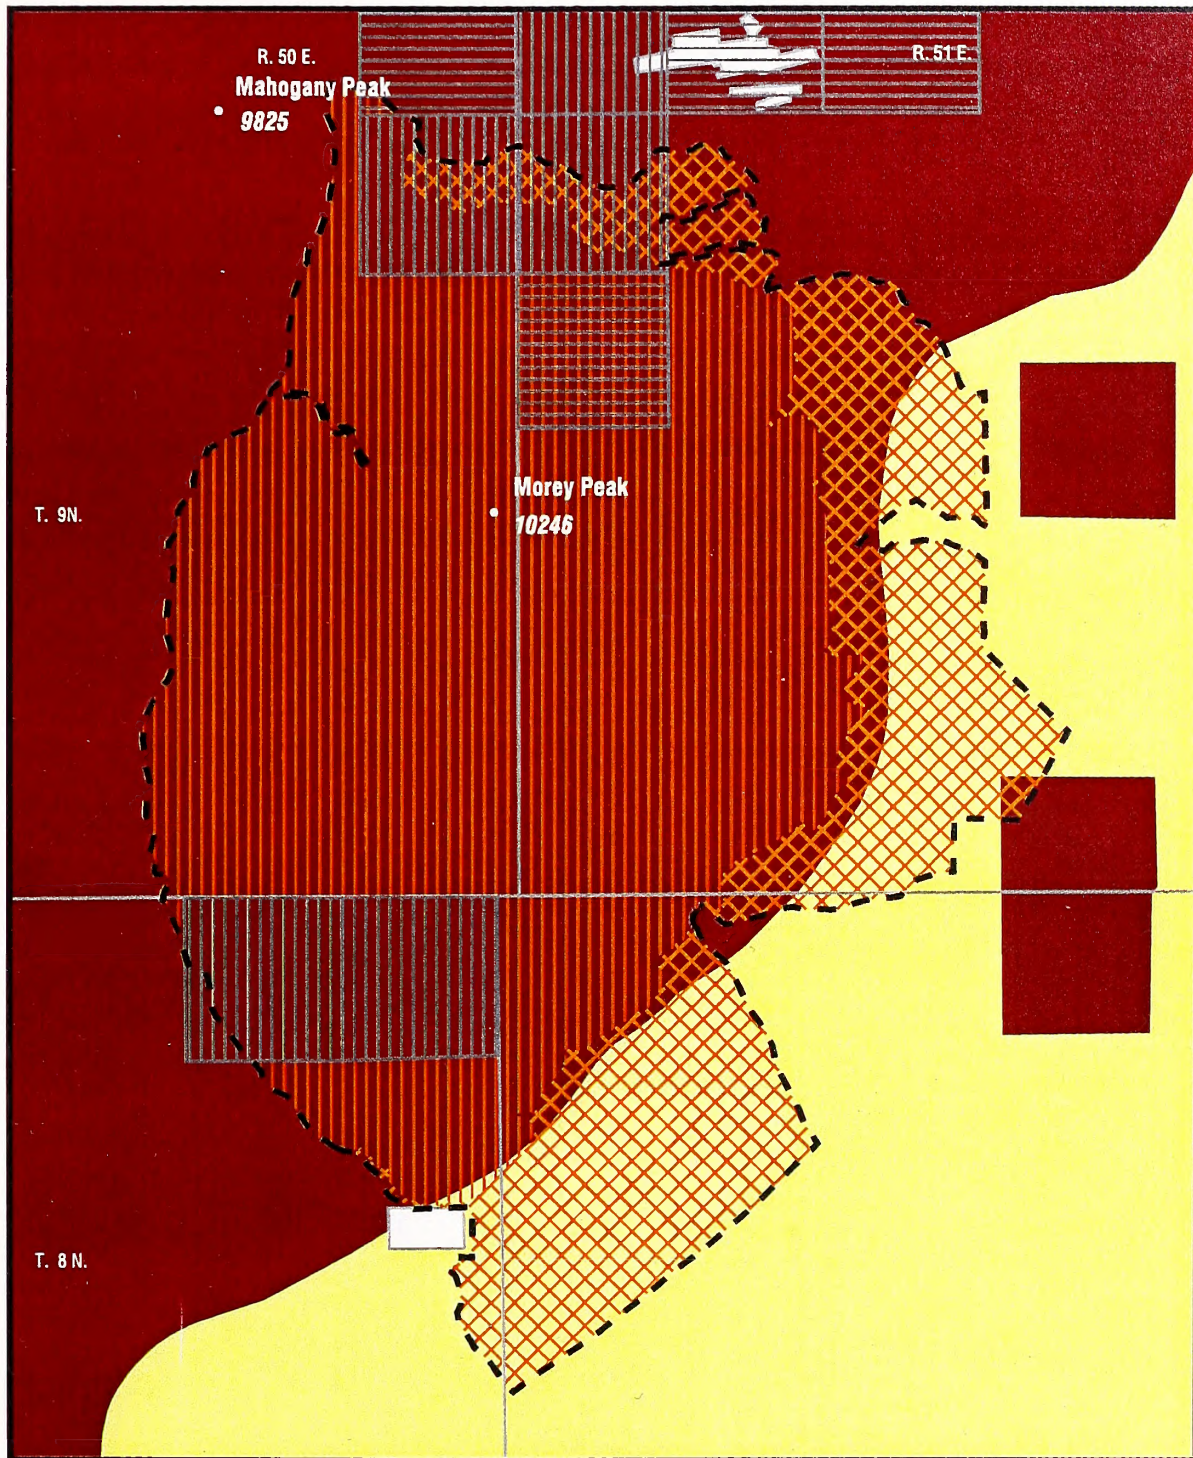 R. 50 E.
R. 51 E.
Mahogany Peak
9825
Morey Peak
10246
T. 9N.
T. 8 N.